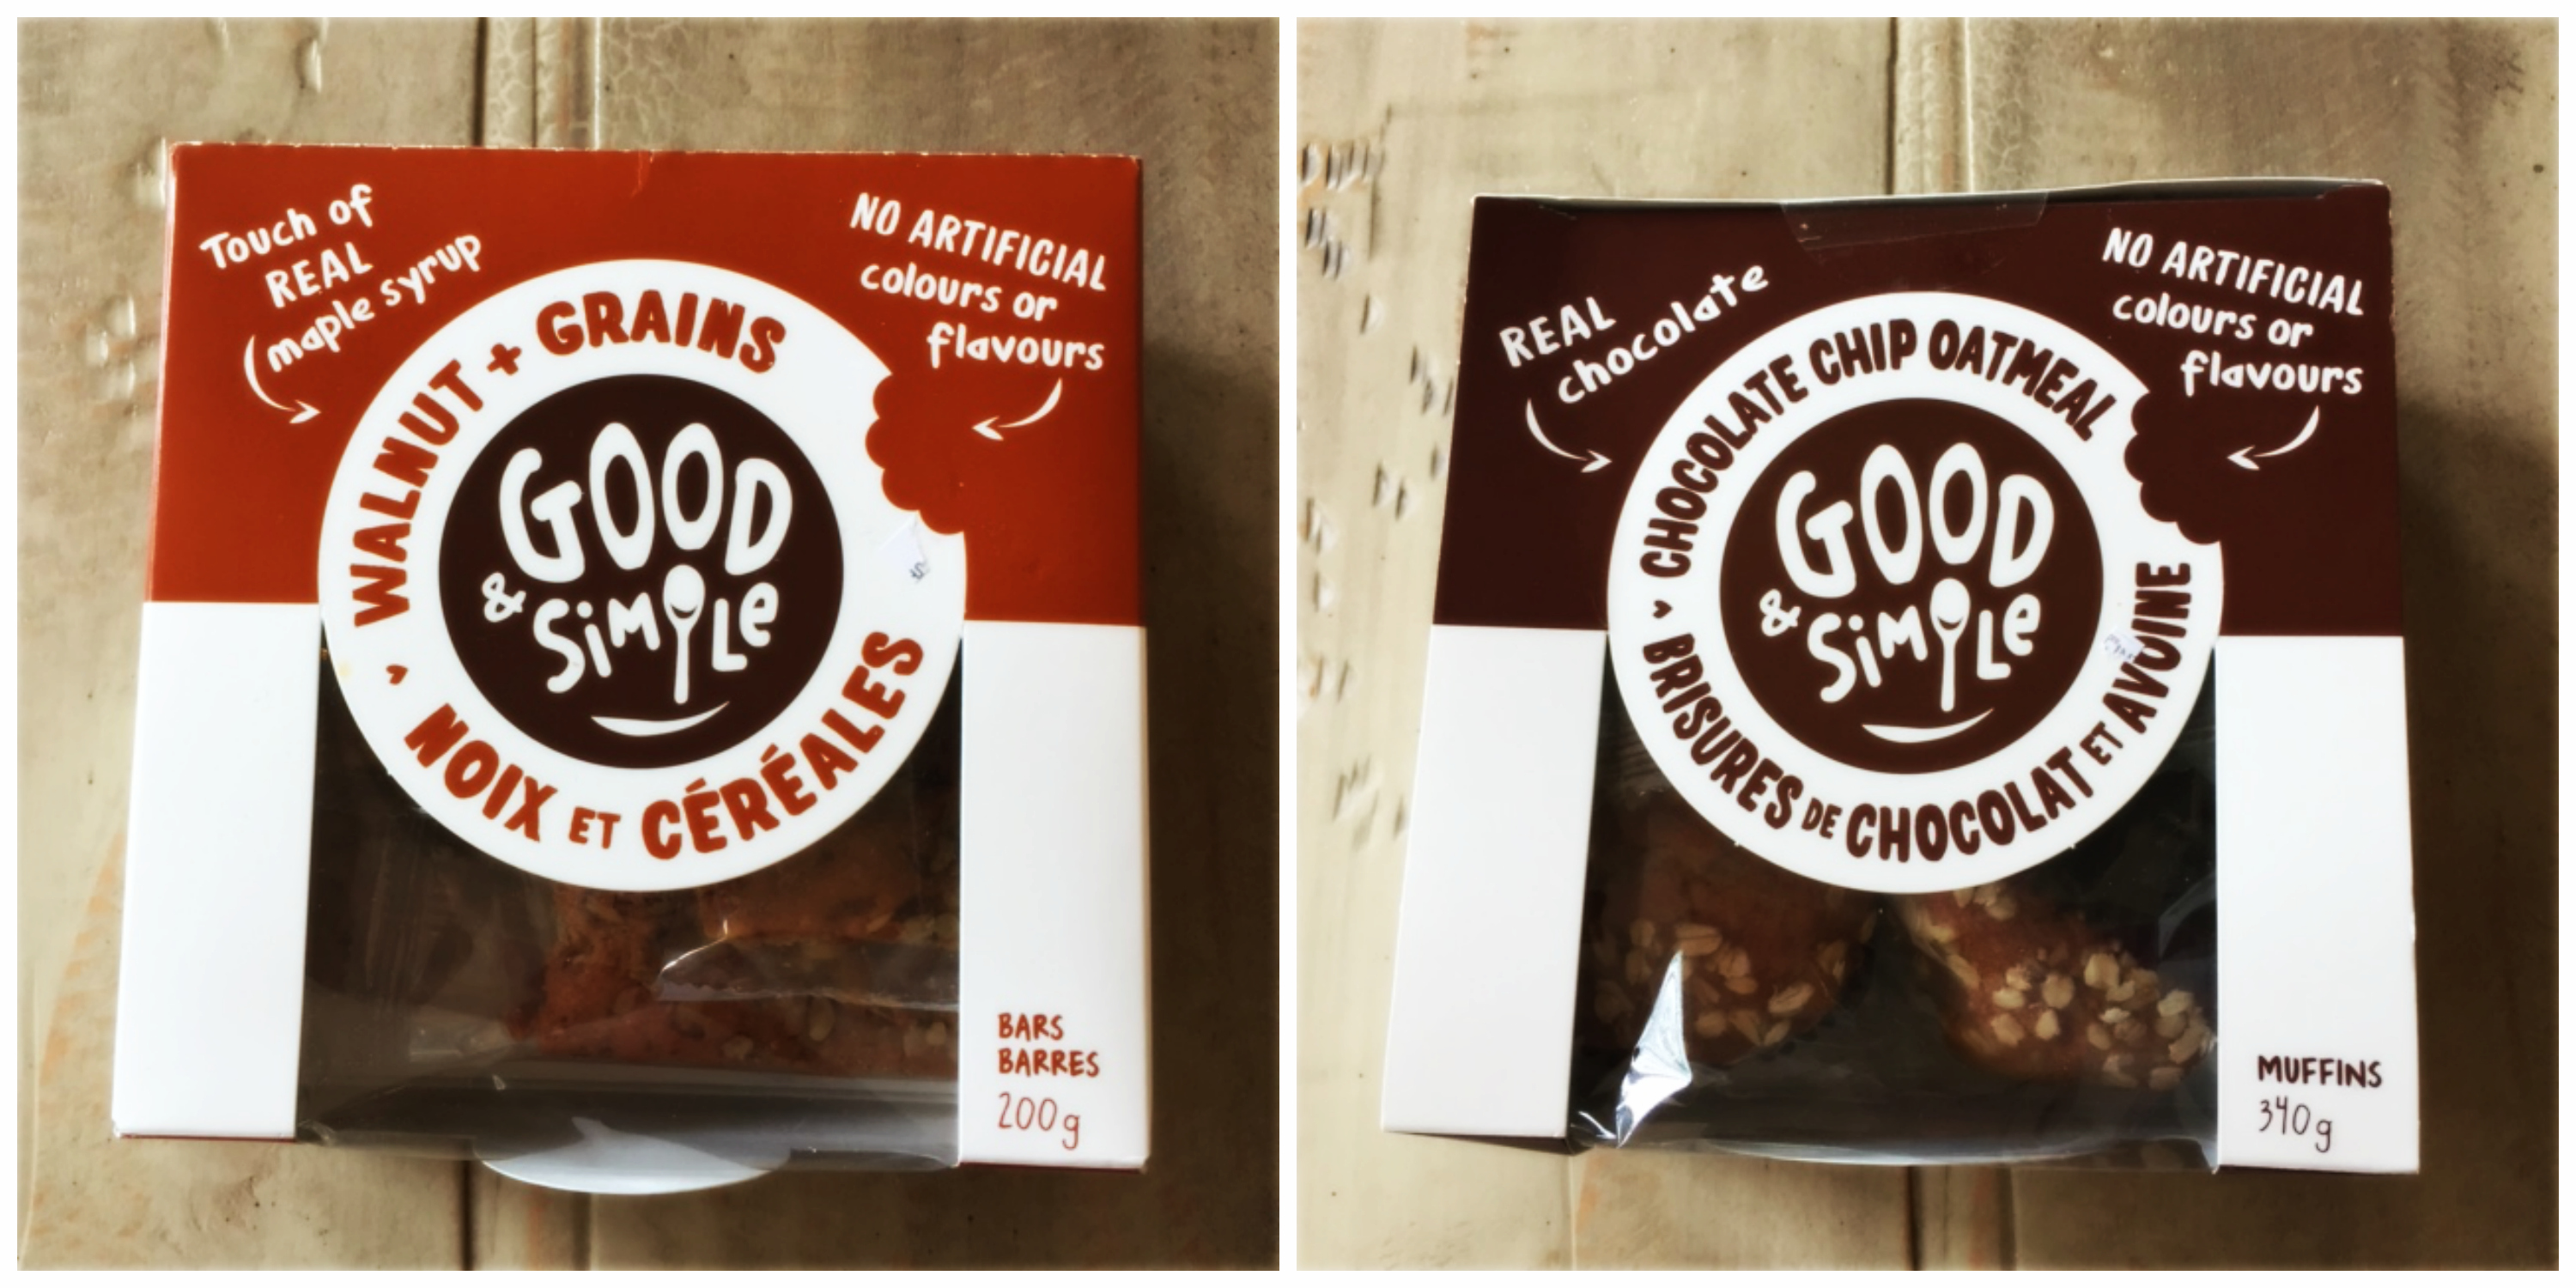 Touch of
REAL
maple syrup
NO ARTIFICIAL
colours or
flavours
WALNUT + GRAINS
GOOD
& SiMPLe
NOIX ET CÉRÉALES
BARS
BARRES
200g
REAL
chocolate
NO ARTIFICIAL
colours or
flavours
CHOCOLATE CHIP OATMEAL
GOOD
& SiMPLe
BRISURES DE CHOCOLAT ET AVOINE
MUFFINS
340g